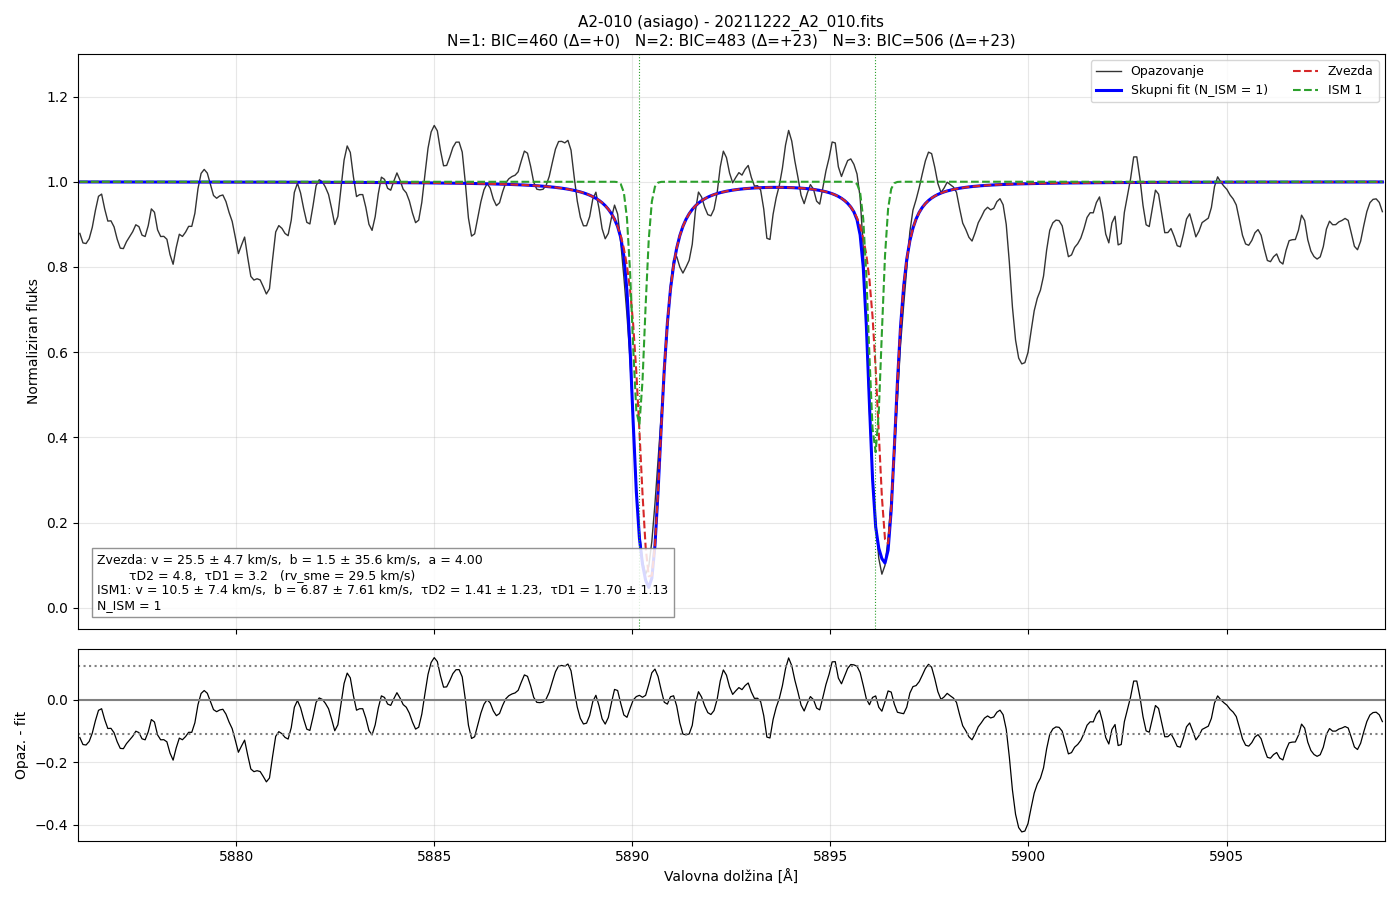 A2-010 (asiago) - 20211222_A2_010.fits
N=1: BIC=460 (Δ=+0)   N=2: BIC=483 (Δ=+23)   N=3: BIC=506 (Δ=+23)
Opazovanje
Skupni fit (N_ISM = 1)
Zvezda
ISM 1
Normaliziran fluks
1.2
1.0
0.8
0.6
0.4
0.2
0.0
Zvezda: v = 25.5 ± 4.7 km/s,  b = 1.5 ± 35.6 km/s,  a = 4.00
τD2 = 4.8,  τD1 = 3.2   (rv_sme = 29.5 km/s)
ISM1: v = 10.5 ± 7.4 km/s,  b = 6.87 ± 7.61 km/s,  τD2 = 1.41 ± 1.23,  τD1 = 1.70 ± 1.13
N_ISM = 1
Opaz. - fit
0.0
−0.2
−0.4
5880
5885
5890
5895
5900
5905
Valovna dolžina [Å]